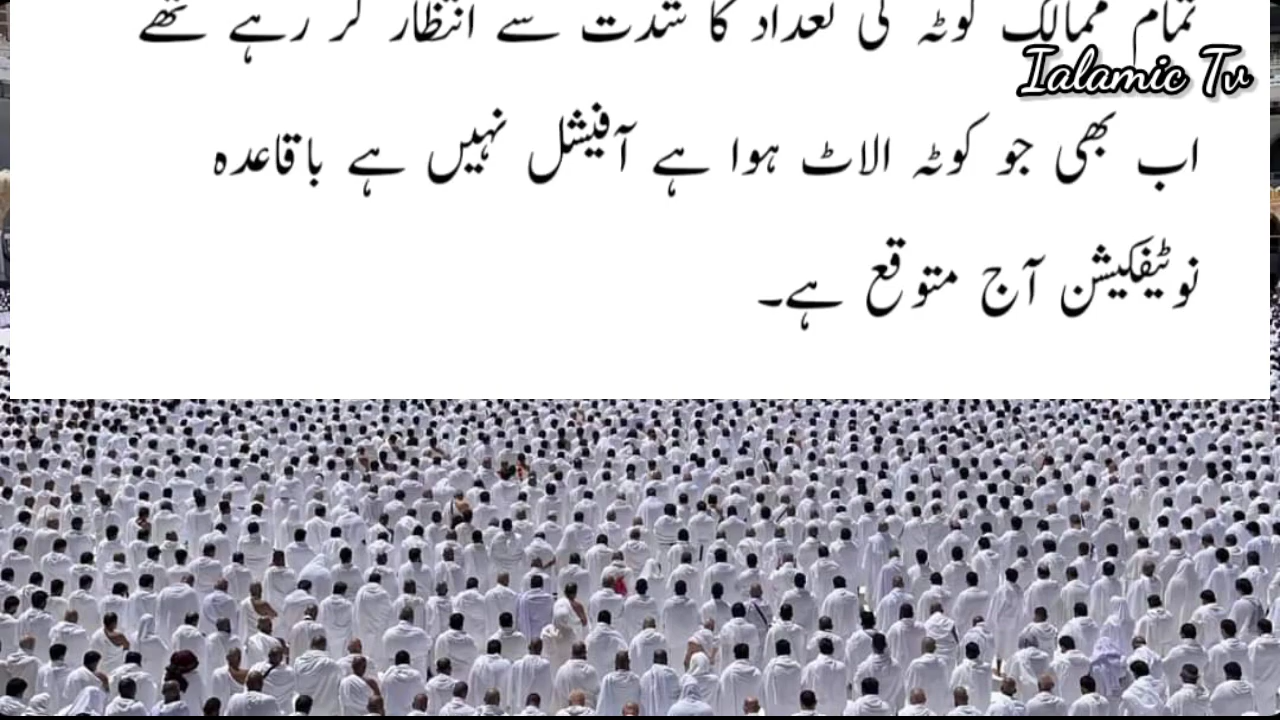 تمام ممالک کوٹہ کی تعداد کا شدت سے انتظار کر رہے تھے
Ialamic Tv
اب بھی جو کوٹہ الاٹ ہوا ہے آفیشل نہیں ہے باقاعدہ
نوٹیفکیشن آج متوقع ہے۔